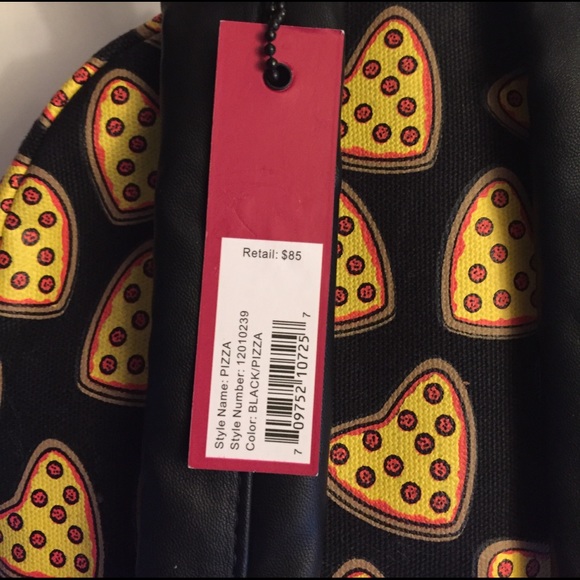 Retail: $85
Style Name: PIZZA
Style Number: 12010239
Color: BLACK/PIZZA
7 09752 10725 7